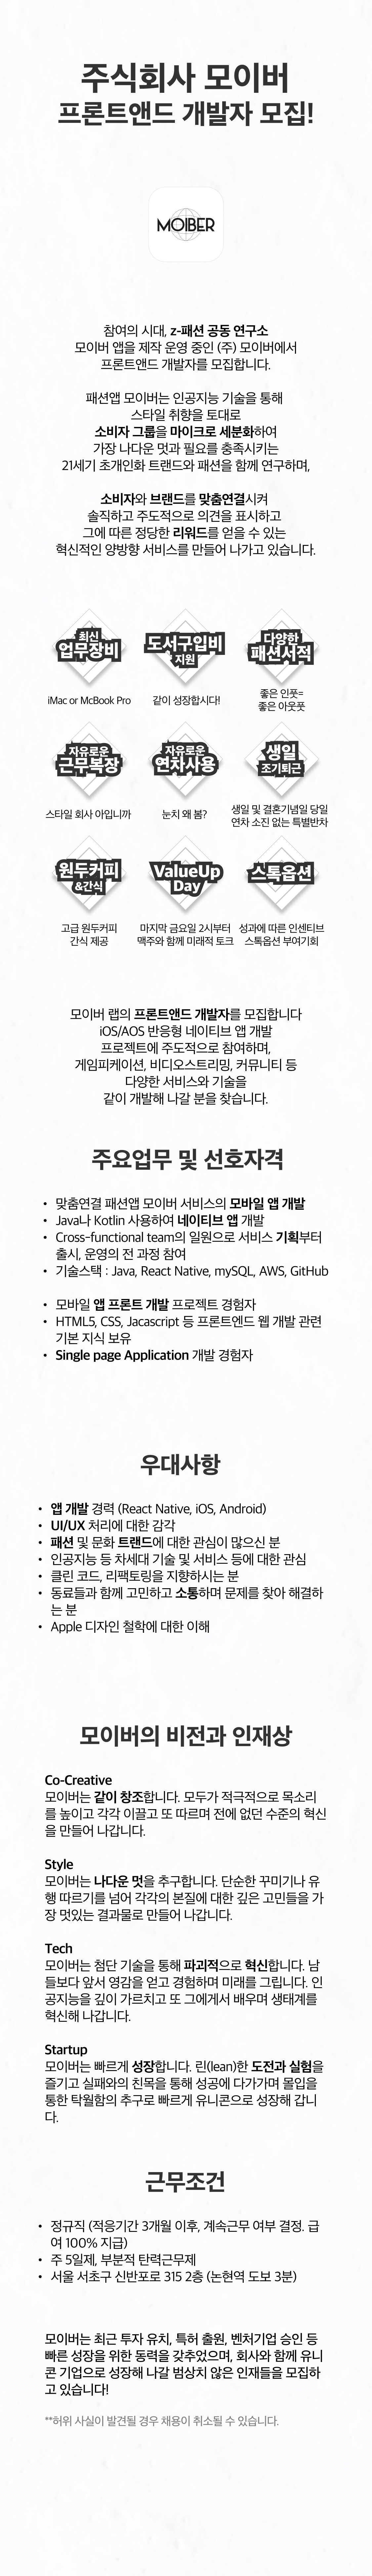 주식회사 모이버
프론트앤드 개발자 모집!
MOIBER
참여의 시대, z-패션 공동 연구소
모이버 앱을 제작 운영 중인 (주) 모이버에서
프론트앤드 개발자를 모집합니다.
패션앱 모이버는 인공지능 기술을 통해
스타일 취향을 토대로
소비자 그룹을 마이크로 세분화하여
가장 나다운 멋과 필요를 충족시키는
21세기 초개인화 트랜드와 패션을 함께 연구하며,
소비자와 브랜드를 맞춤연결시켜
솔직하고 주도적으로 의견을 표시하고
그에 따른 정당한 리워드를 얻을 수 있는
혁신적인 양방향 서비스를 만들어 나가고 있습니다.
최신
업무장비
iMac or McBook Pro
도서구입비
지원
같이 성장합시다!
다양한
패션서적
좋은 인풋=
좋은 아웃풋
자유로운
근무복장
스타일 회사 아입니까
자유로운
연차사용
눈치 왜 봄?
생일
조기퇴근
생일 및 결혼기념일 당일
연차 소진 없는 특별반차
원두커피
&간식
고급 원두커피
간식 제공
ValueUp
Day
마지막 금요일 2시부터
맥주와 함께 미래적 토크
스톡옵션
성과에 따른 인센티브
스톡옵션 부여기회
모이버 랩의 프론트앤드 개발자를 모집합니다
iOS/AOS 반응형 네이티브 앱 개발
프로젝트에 주도적으로 참여하며,
게임피케이션, 비디오스트리밍, 커뮤니티 등
다양한 서비스와 기술을
같이 개발해 나갈 분을 찾습니다.
주요업무 및 선호자격
• 맞춤연결 패션앱 모이버 서비스의 모바일 앱 개발
• Java나 Kotlin 사용하여 네이티브 앱 개발
• Cross-functional team의 일원으로 서비스 기획부터
출시, 운영의 전 과정 참여
• 기술스택 : Java, React Native, mySQL, AWS, GitHub
• 모바일 앱 프론트 개발 프로젝트 경험자
• HTML5, CSS, Jacascript 등 프론트엔드 웹 개발 관련
기본 지식 보유
• Single page Application 개발 경험자
우대사항
• 앱 개발 경력 (React Native, iOS, Android)
• UI/UX 처리에 대한 감각
• 패션 및 문화 트랜드에 대한 관심이 많으신 분
• 인공지능 등 차세대 기술 및 서비스 등에 대한 관심
• 클린 코드, 리팩토링을 지향하시는 분
• 동료들과 함께 고민하고 소통하며 문제를 찾아 해결하
는 분
• Apple 디자인 철학에 대한 이해
모이버의 비전과 인재상
Co-Creative
모이버는 같이 창조합니다. 모두가 적극적으로 목소리
를 높이고 각각 이끌고 또 따르며 전에 없던 수준의 혁신
을 만들어 나갑니다.
Style
모이버는 나다운 멋을 추구합니다. 단순한 꾸미기나 유
행 따르기를 넘어 각각의 본질에 대한 깊은 고민들을 가
장 멋있는 결과물로 만들어 나갑니다.
Tech
모이버는 첨단 기술을 통해 파괴적으로 혁신합니다. 남
들보다 앞서 영감을 얻고 경험하며 미래를 그립니다. 인
공지능을 깊이 가르치고 또 그에게서 배우며 생태계를
혁신해 나갑니다.
Startup
모이버는 빠르게 성장합니다. 린(lean)한 도전과 실험을
즐기고 실패와의 친목을 통해 성공에 다가가며 몰입을
통한 탁월함의 추구로 빠르게 유니콘으로 성장해 갑니
다.
근무조건
• 정규직 (적응기간 3개월 이후, 계속근무 여부 결정. 급
여 100% 지급)
• 주 5일제, 부분적 탄력근무제
• 서울 서초구 신반포로 315 2층 (논현역 도보 3분)
모이버는 최근 투자 유치, 특허 출원, 벤처기업 승인 등
빠른 성장을 위한 동력을 갖추었으며, 회사와 함께 유니
콘 기업으로 성장해 나갈 범상치 않은 인재들을 모집하
고 있습니다!
**허위 사실이 발견될 경우 채용이 취소될 수 있습니다.